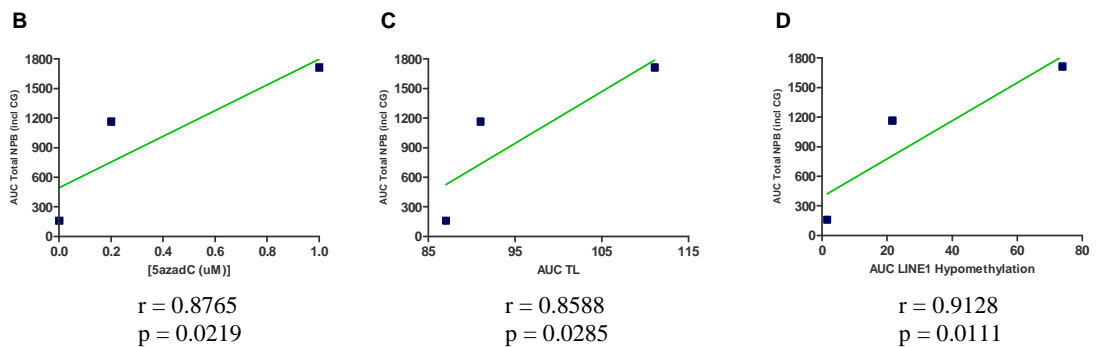 B
AUC Total NPB (incl CG)
1800
1500
1200
900
600
300
0
0.0 0.2 0.4 0.6 0.8 1.0
[5azadC (uM)]
r = 0.8765
p = 0.0219
C
AUC Total NPB (incl CG)
1800
1500
1200
900
600
300
0
85 95 105 115
AUC TL
r = 0.8588
p = 0.0285
D
AUC Total NPB (incl CG)
1800
1500
1200
900
600
300
0
0 20 40 60 80
AUC LINE1 Hypomethylation
r = 0.9128
p = 0.0111